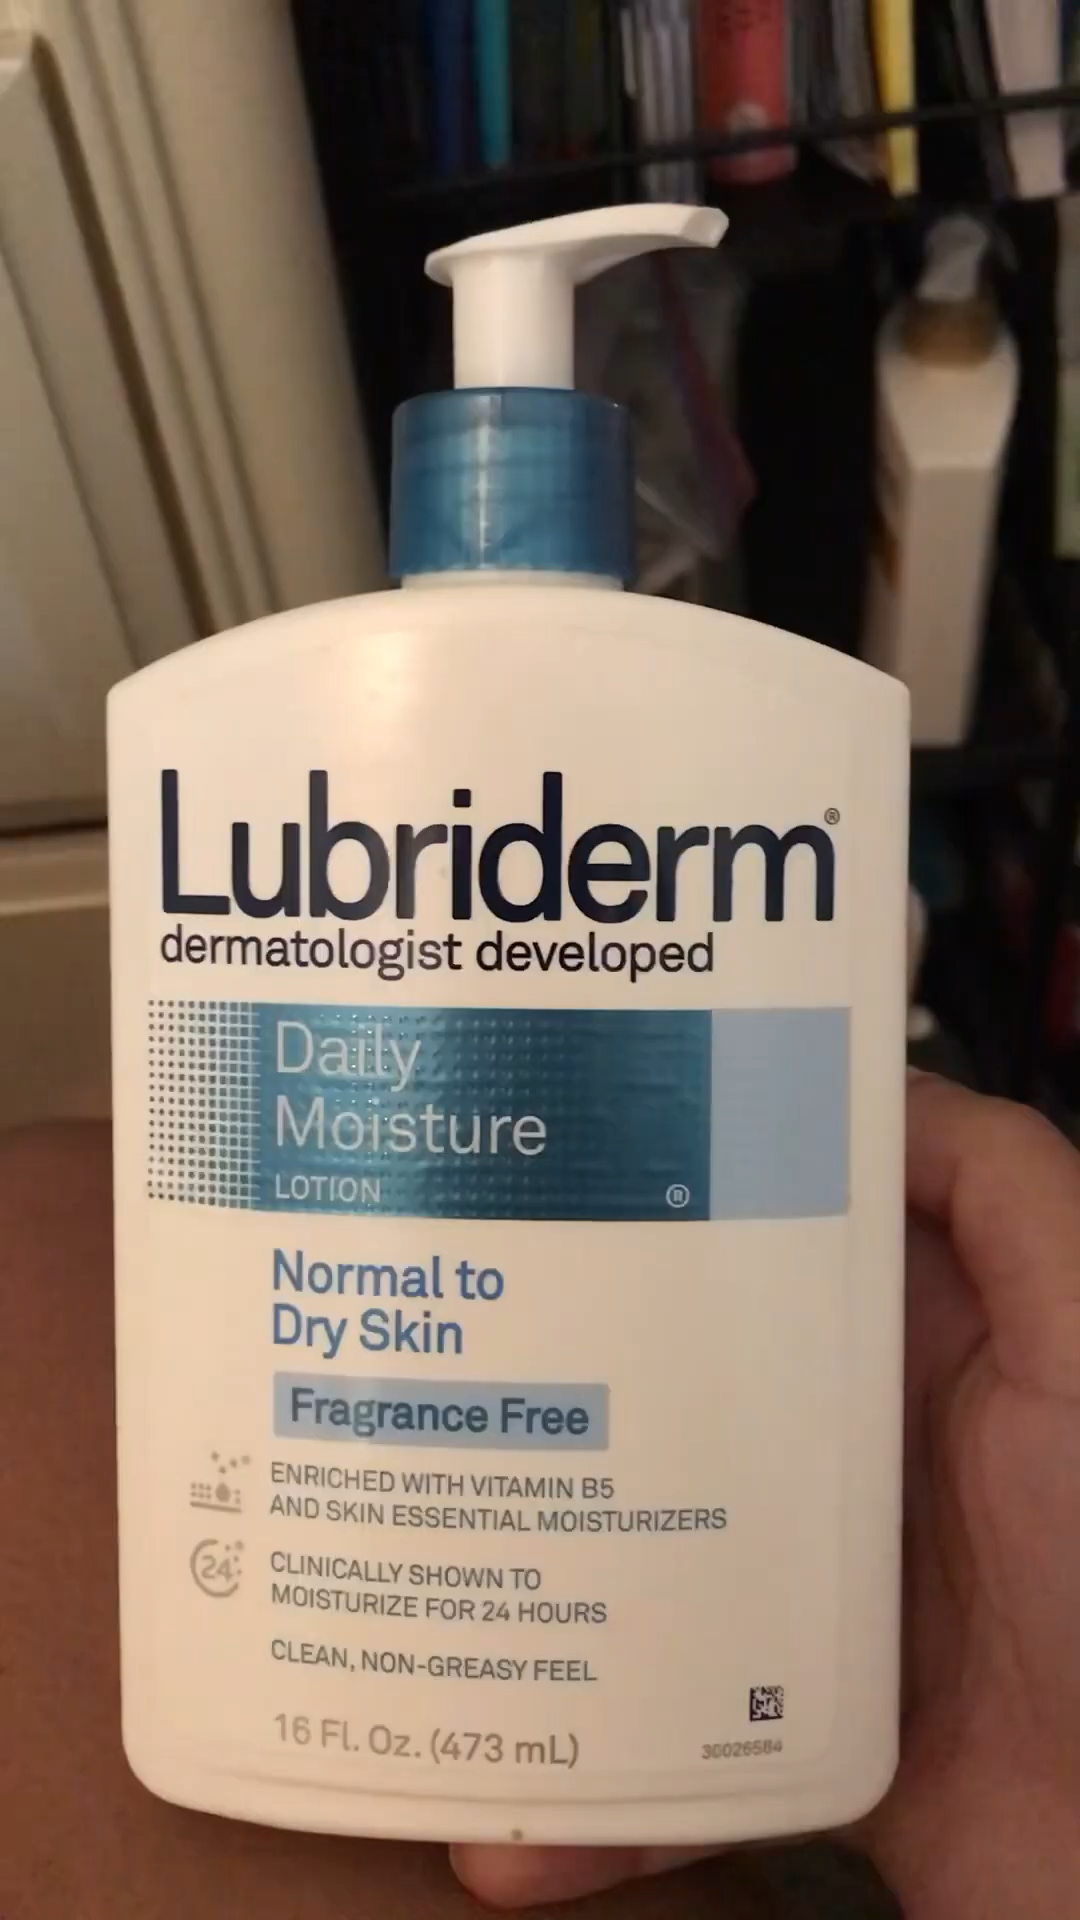 Lubriderm®
dermatologist developed
Daily
Moisture
LOTION
®
Normal to
Dry Skin
Fragrance Free
ENRICHED WITH VITAMIN B5
AND SKIN ESSENTIAL MOISTURIZERS
24
CLINICALLY SHOWN TO
MOISTURIZE FOR 24 HOURS
CLEAN, NON-GREASY FEEL
16 Fl. Oz. (473 mL)
30026584